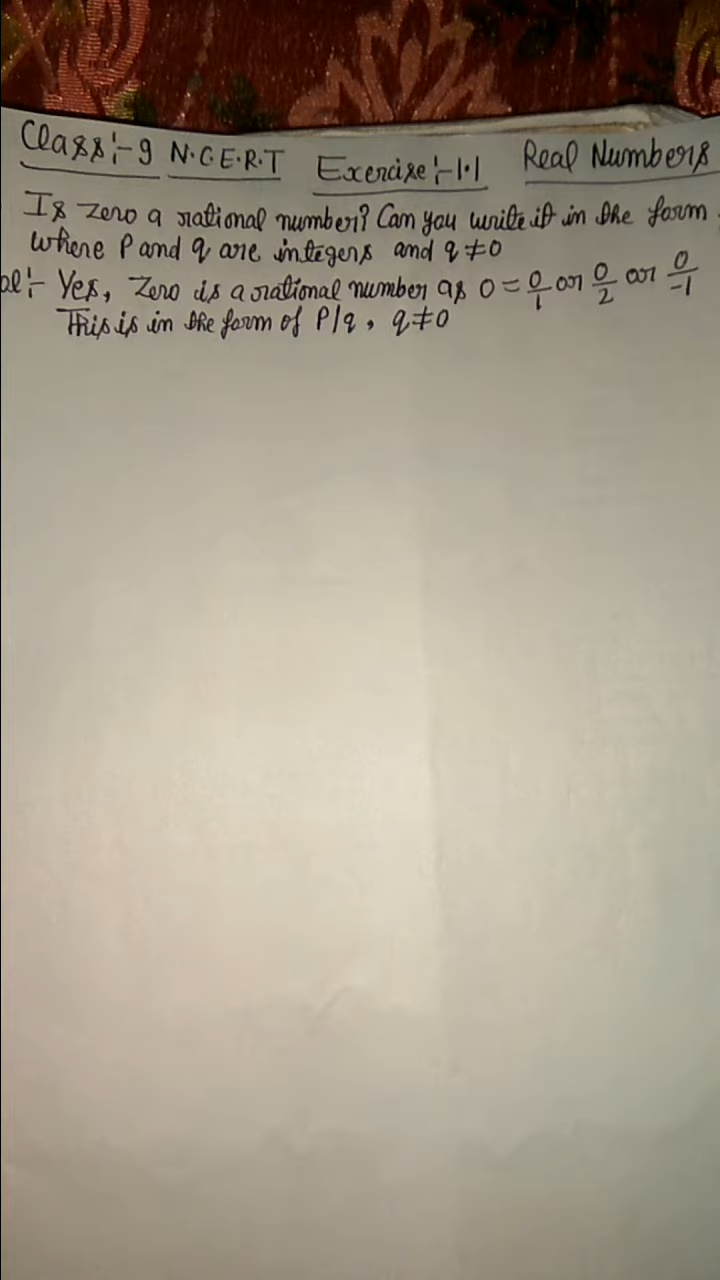 Class:- 9 N.C.E.R.T Exercise:- 1.1 Real Numbers
Is zero a rational number? Can you write it in the form
where P and q are integers and q ≠ 0
ol:- Yes, Zero is a rational number as 0 = 0/1 or 0/2 or 0/-1
This is in the form of P/q, q ≠ 0